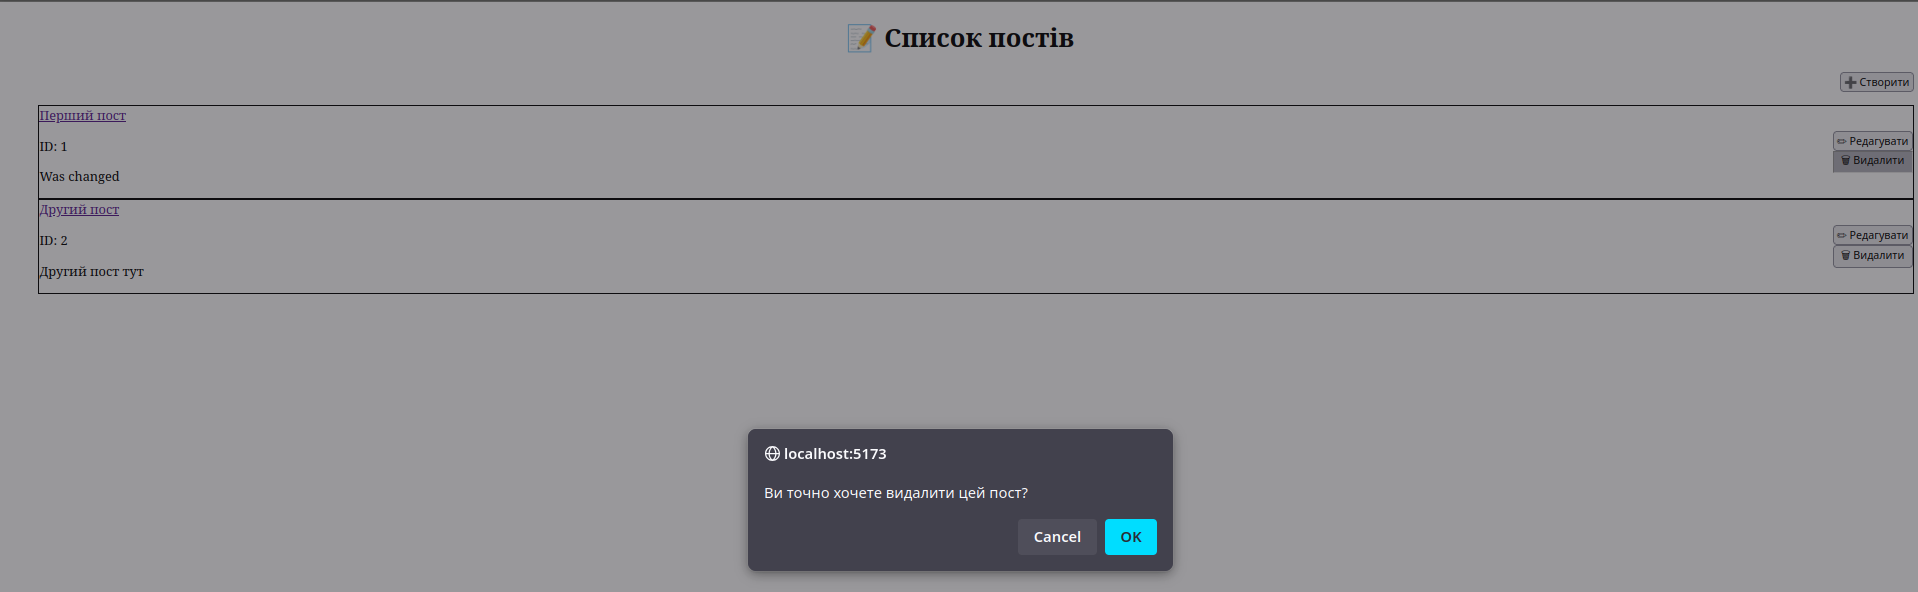 📝 Список постів
➕ Створити
Перший пост
ID: 1
Was changed
✏ Редагувати
🗑 Видалити
Другий пост
ID: 2
Другий пост тут
✏ Редагувати
🗑 Видалити
localhost:5173
Ви точно хочете видалити цей пост?
Cancel OK